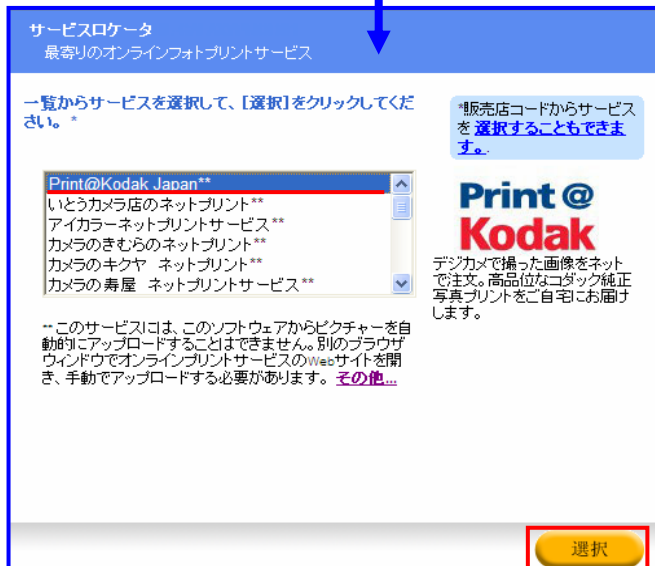 サービスロケータ
最寄りのオンラインフォトプリントサービス
一覧からサービスを選択して、[選択]をクリックしてくだ
さい。 *
Print@Kodak Japan**
いとうカメラ店のネットプリント**
アイカラーネットプリントサービス**
カメラのきむらのネットプリント**
カメラのキクヤ ネットプリント**
カメラの寿屋 ネットプリントサービス**
**このサービスには、このソフトウェアからピクチャーを自
動的にアップロードすることはできません。別のブラウザ
ウィンドウでオンラインプリントサービスのWebサイトを開
き、手動でアップロードする必要があります。 その他...
*販売店コードからサービス
を 選択することもできま
す。.
Print @
Kodak
デジカメで撮った画像をネット
で注文。高品位なコダック純正
写真プリントをご自宅にお届け
します。
選択